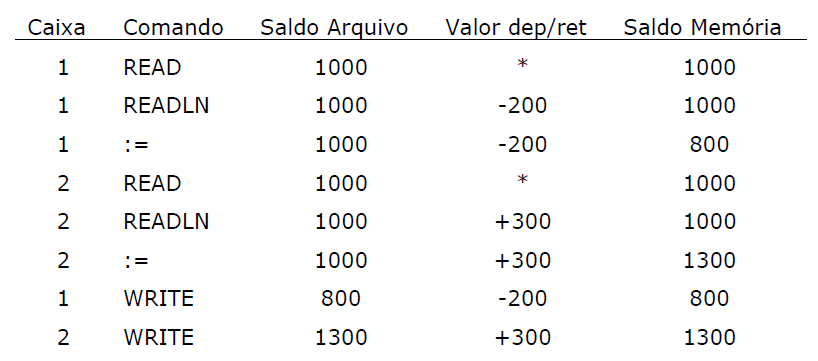 Caixa Comando Saldo Arquivo Valor dep/ret Saldo Memória
1 READ 1000 * 1000
1 READLN 1000 -200 1000
1 := 1000 -200 800
2 READ 1000 * 1000
2 READLN 1000 +300 1000
2 := 1000 +300 1300
1 WRITE 800 -200 800
2 WRITE 1300 +300 1300